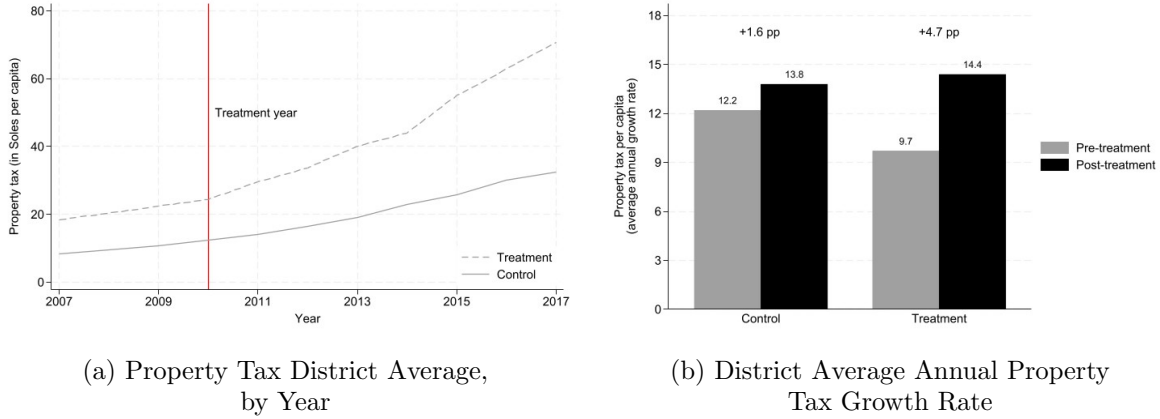 Property tax (in Soles per capita)
80
60
40
20
0
Treatment year
Treatment
Control
2007
2009
2011
2013
2015
2017
Year
(a) Property Tax District Average,
by Year
Property tax per capita
(average annual growth rate)
18
15
12
9
6
3
0
+1.6 pp
+4.7 pp
12.2
13.8
9.7
14.4
Control
Treatment
Pre-treatment
Post-treatment
(b) District Average Annual Property
Tax Growth Rate